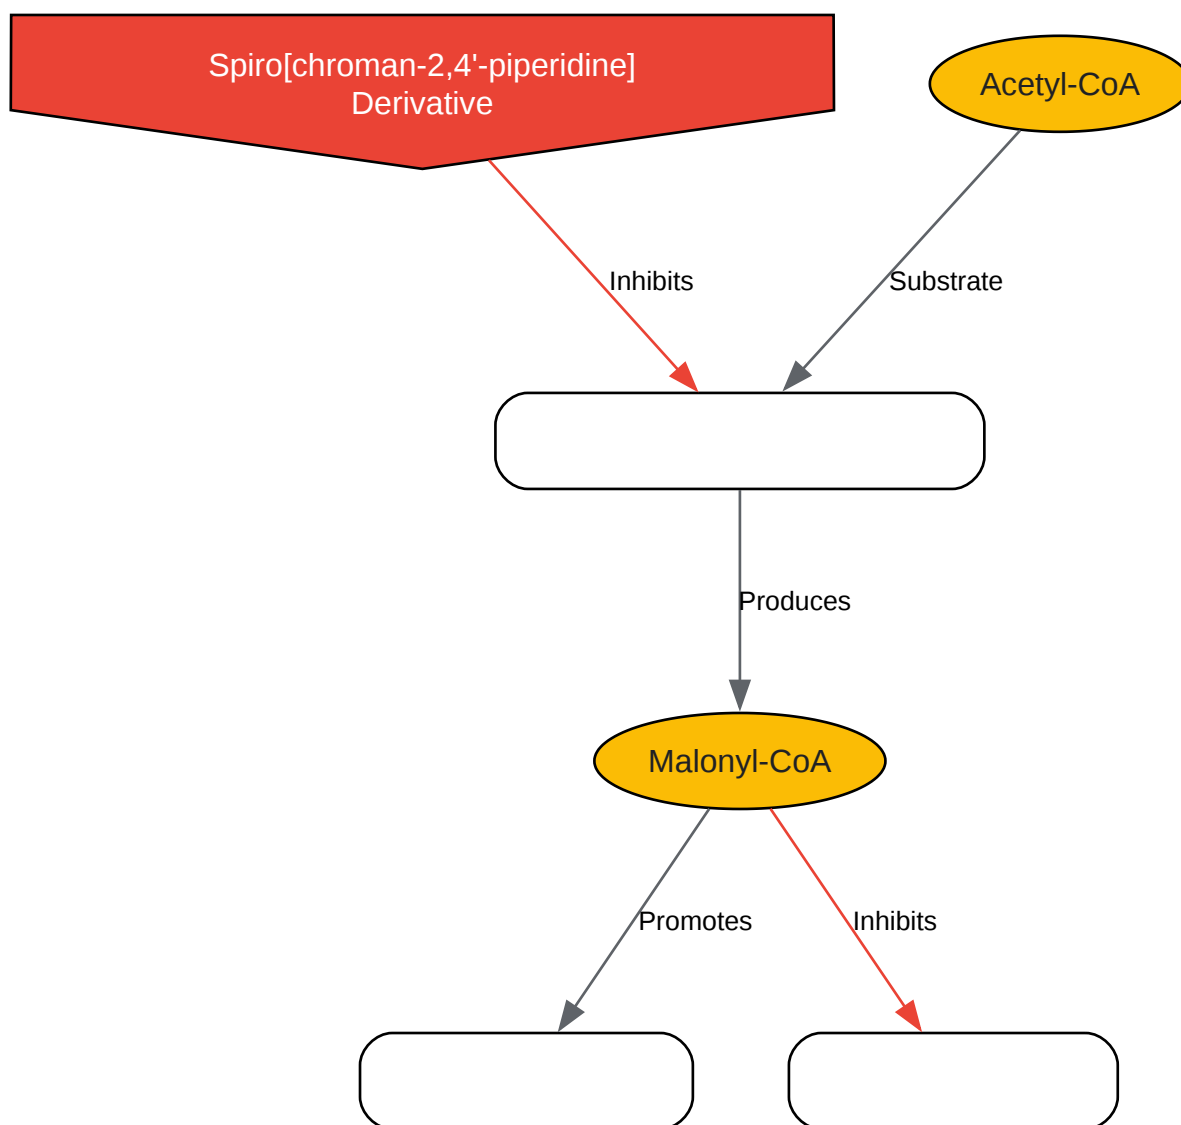 Spiro[chroman-2,4'-piperidine]
Derivative
Acetyl-CoA
Inhibits
Substrate
Produces
Malonyl-CoA
Promotes
Inhibits